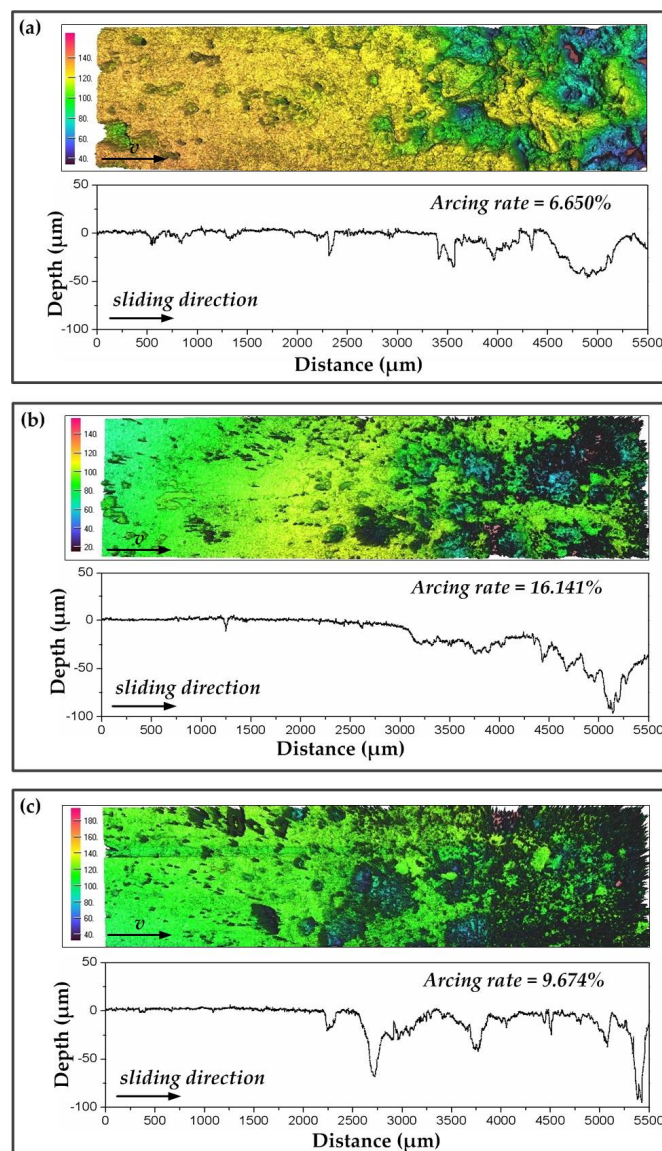 (a)
140.
120.
100.
80.
60.
40.
v
50
0
-50
-100
Depth (μm)
Arcing rate = 6.650%
sliding direction
0 500 1000 1500 2000 2500 3000 3500 4000 4500 5000 5500
Distance (μm)
(b)
140.
120.
100.
80.
60.
40.
20.
v
50
0
-50
-100
Depth (μm)
Arcing rate = 16.141%
sliding direction
0 500 1000 1500 2000 2500 3000 3500 4000 4500 5000 5500
Distance (μm)
(c)
180.
160.
140.
120.
100.
80.
60.
40.
v
50
0
-50
-100
Depth (μm)
Arcing rate = 9.674%
sliding direction
0 500 1000 1500 2000 2500 3000 3500 4000 4500 5000 5500
Distance (μm)